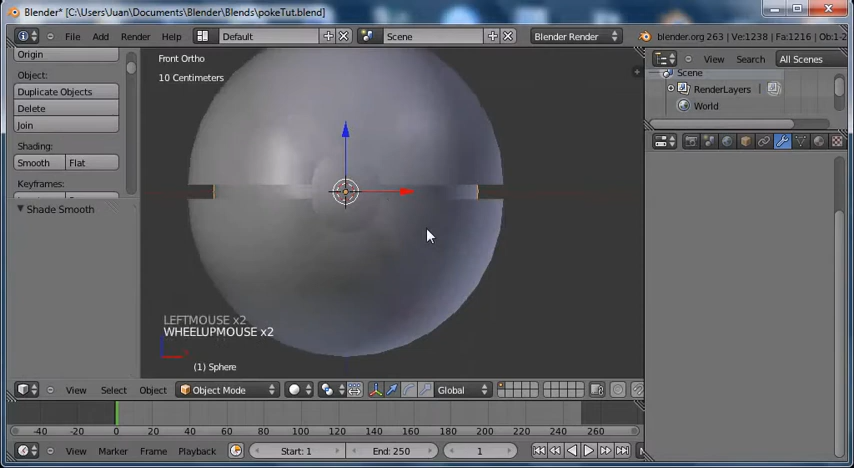 Blender* [C:\Users\Juan\Documents\Blender\Blends\pokeTut.blend]
File Add Render Help Default Scene Blender Render blender.org 263 | Ve:1238 | Fa:1216 | Ob:1-2
Origin
Object:
Duplicate Objects
Delete
Join
Shading:
Smooth Flat
Keyframes:
Shade Smooth
Front Ortho
10 Centimeters
LEFTMOUSE x2
WHEELUPMOUSE x2
(1) Sphere
View Search All Scenes
Scene
RenderLayers
World
View Select Object Object Mode Global
-40 -20 0 20 40 60 80 100 120 140 160 180 200 220 240 260
View Marker Frame Playback Start: 1 End: 250 1